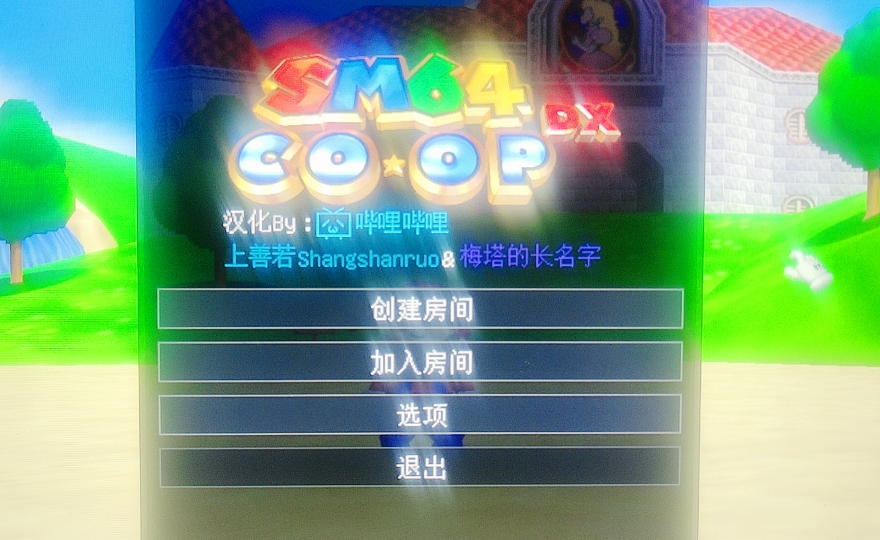 SM64
CO★OP DX
汉化By：哔哩哔哩
上善若Shangshanruo&梅塔的长名字
创建房间
加入房间
选项
退出